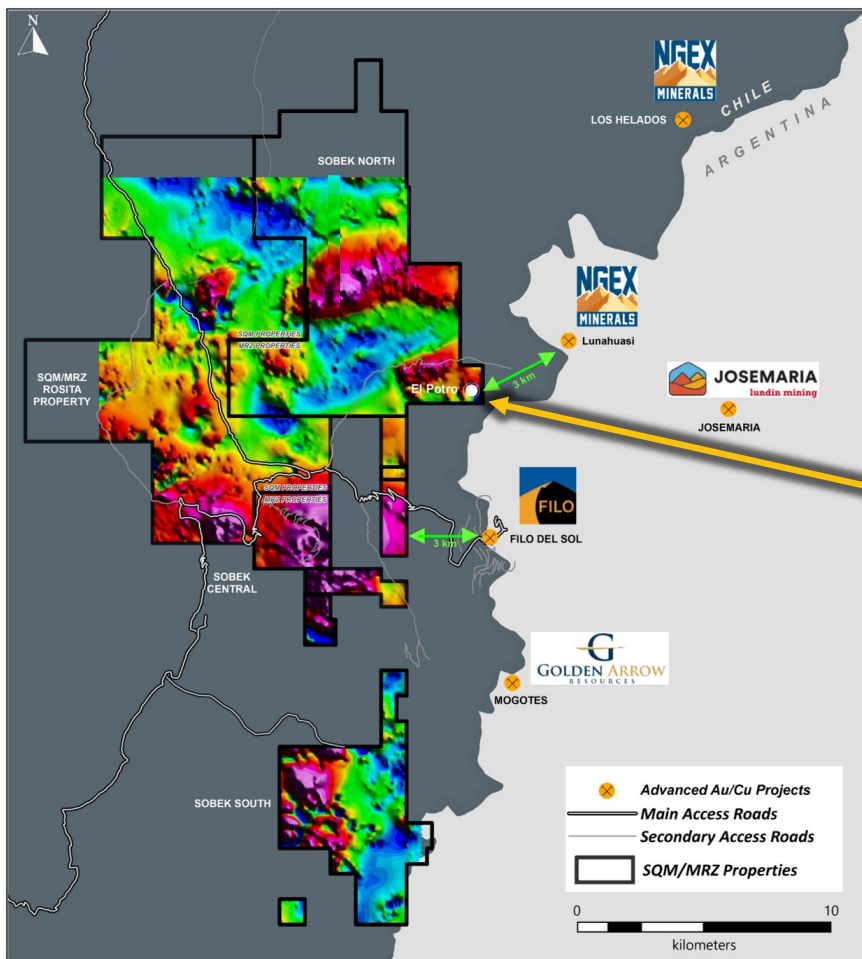 N
NGEX
MINERALS
LOS HELADOS
CHILE
ARGENTINA
SOBEK NORTH
NGEX
MINERALS
Lunahuasi
SQM PROPERTIES
MRZ PROPERTIES
SQM/MRZ
ROSITA
PROPERTY
El Potro
3 km
JOSEMARIA
lundin mining
JOSEMARIA
SQM PROPERTIES
MRZ PROPERTIES
FILO
3 km
FILO DEL SOL
SOBEK
CENTRAL
G
GOLDEN ARROW
RESOURCES
MOGOTES
SOBEK SOUTH
Advanced Au/Cu Projects
Main Access Roads
Secondary Access Roads
SQM/MRZ Properties
0 10
kilometers